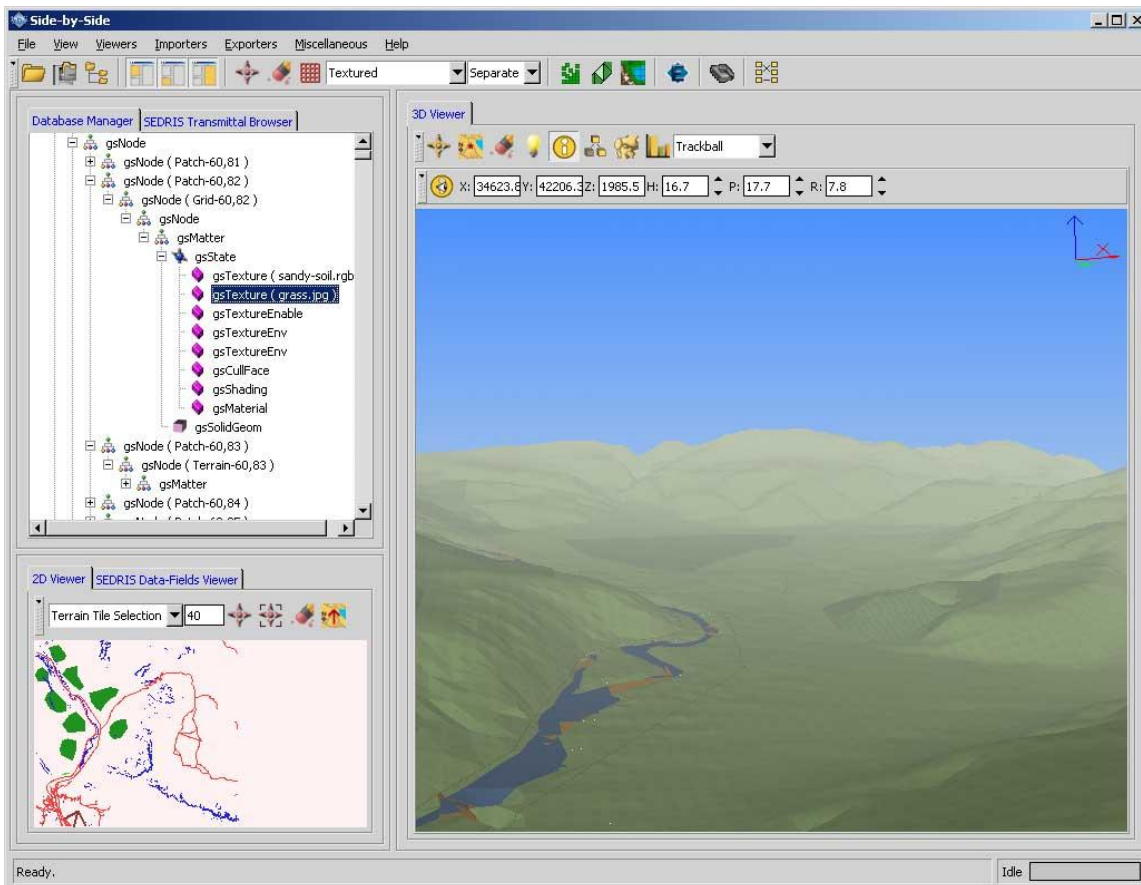 Side-by-Side
File View Viewers Importers Exporters Miscellaneous Help
Textured Separate
Database Manager SEDRIS Transmittal Browser
gsNode
gsNode ( Patch-60,81 )
gsNode ( Patch-60,82 )
gsNode ( Grid-60,82 )
gsNode
gsMatter
gsState
gsTexture ( sandy-soil.rgb
gsTexture ( grass.jpg )
gsTextureEnable
gsTextureEnv
gsTextureEnv
gsCullFace
gsShading
gsMaterial
gsSolidGeom
gsNode ( Patch-60,83 )
gsNode ( Terrain-60,83 )
gsMatter
gsNode ( Patch-60,84 )
2D Viewer SEDRIS Data-Fields Viewer
Terrain Tile Selection 40
3D Viewer
Trackball
X: 34623.8 Y: 42206.3 Z: 1985.5 H: 16.7 P: 17.7 R: 7.8
X
Ready.
Idle